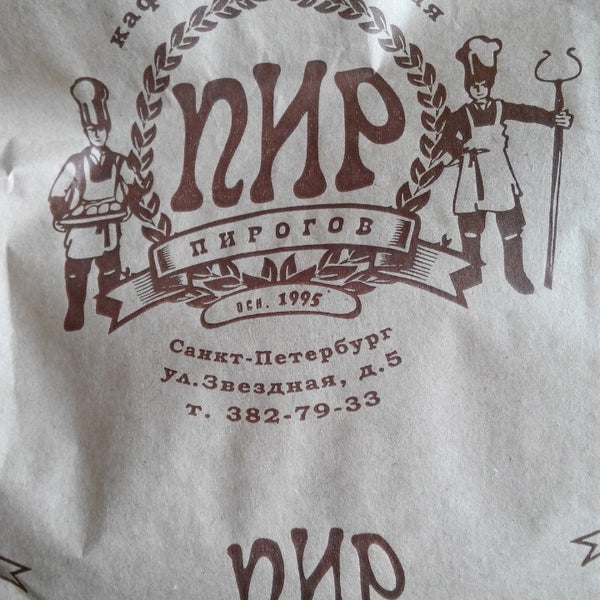 ПИР
ПИРОГОВ
осн. 1995
Санкт-Петербург
ул.Звездная, д.5
т. 382-79-33
ПИР